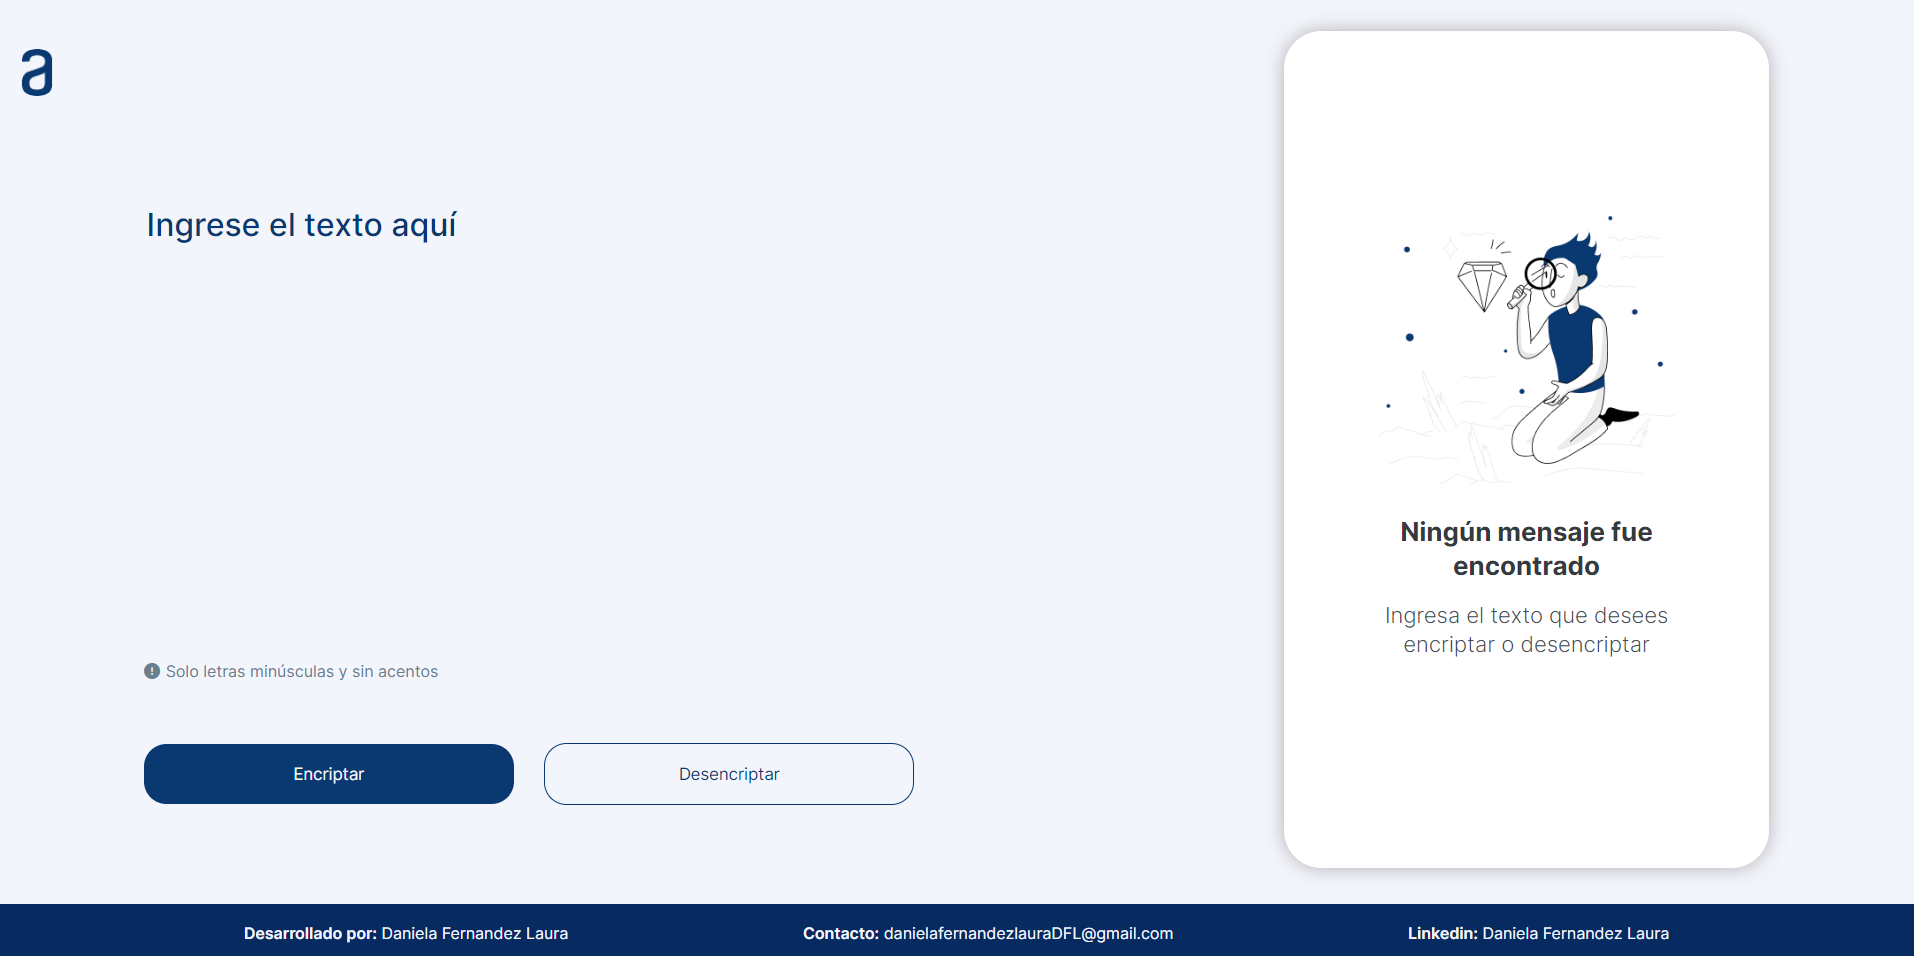 a
Ingrese el texto aquí
Ningún mensaje fue
encontrado
Ingresa el texto que desees
encriptar o desencriptar
Solo letras minúsculas y sin acentos
Encriptar
Desencriptar
Desarrollado por: Daniela Fernandez Laura
Contacto: danielafernandezlauraDFL@gmail.com
Linkedin: Daniela Fernandez Laura